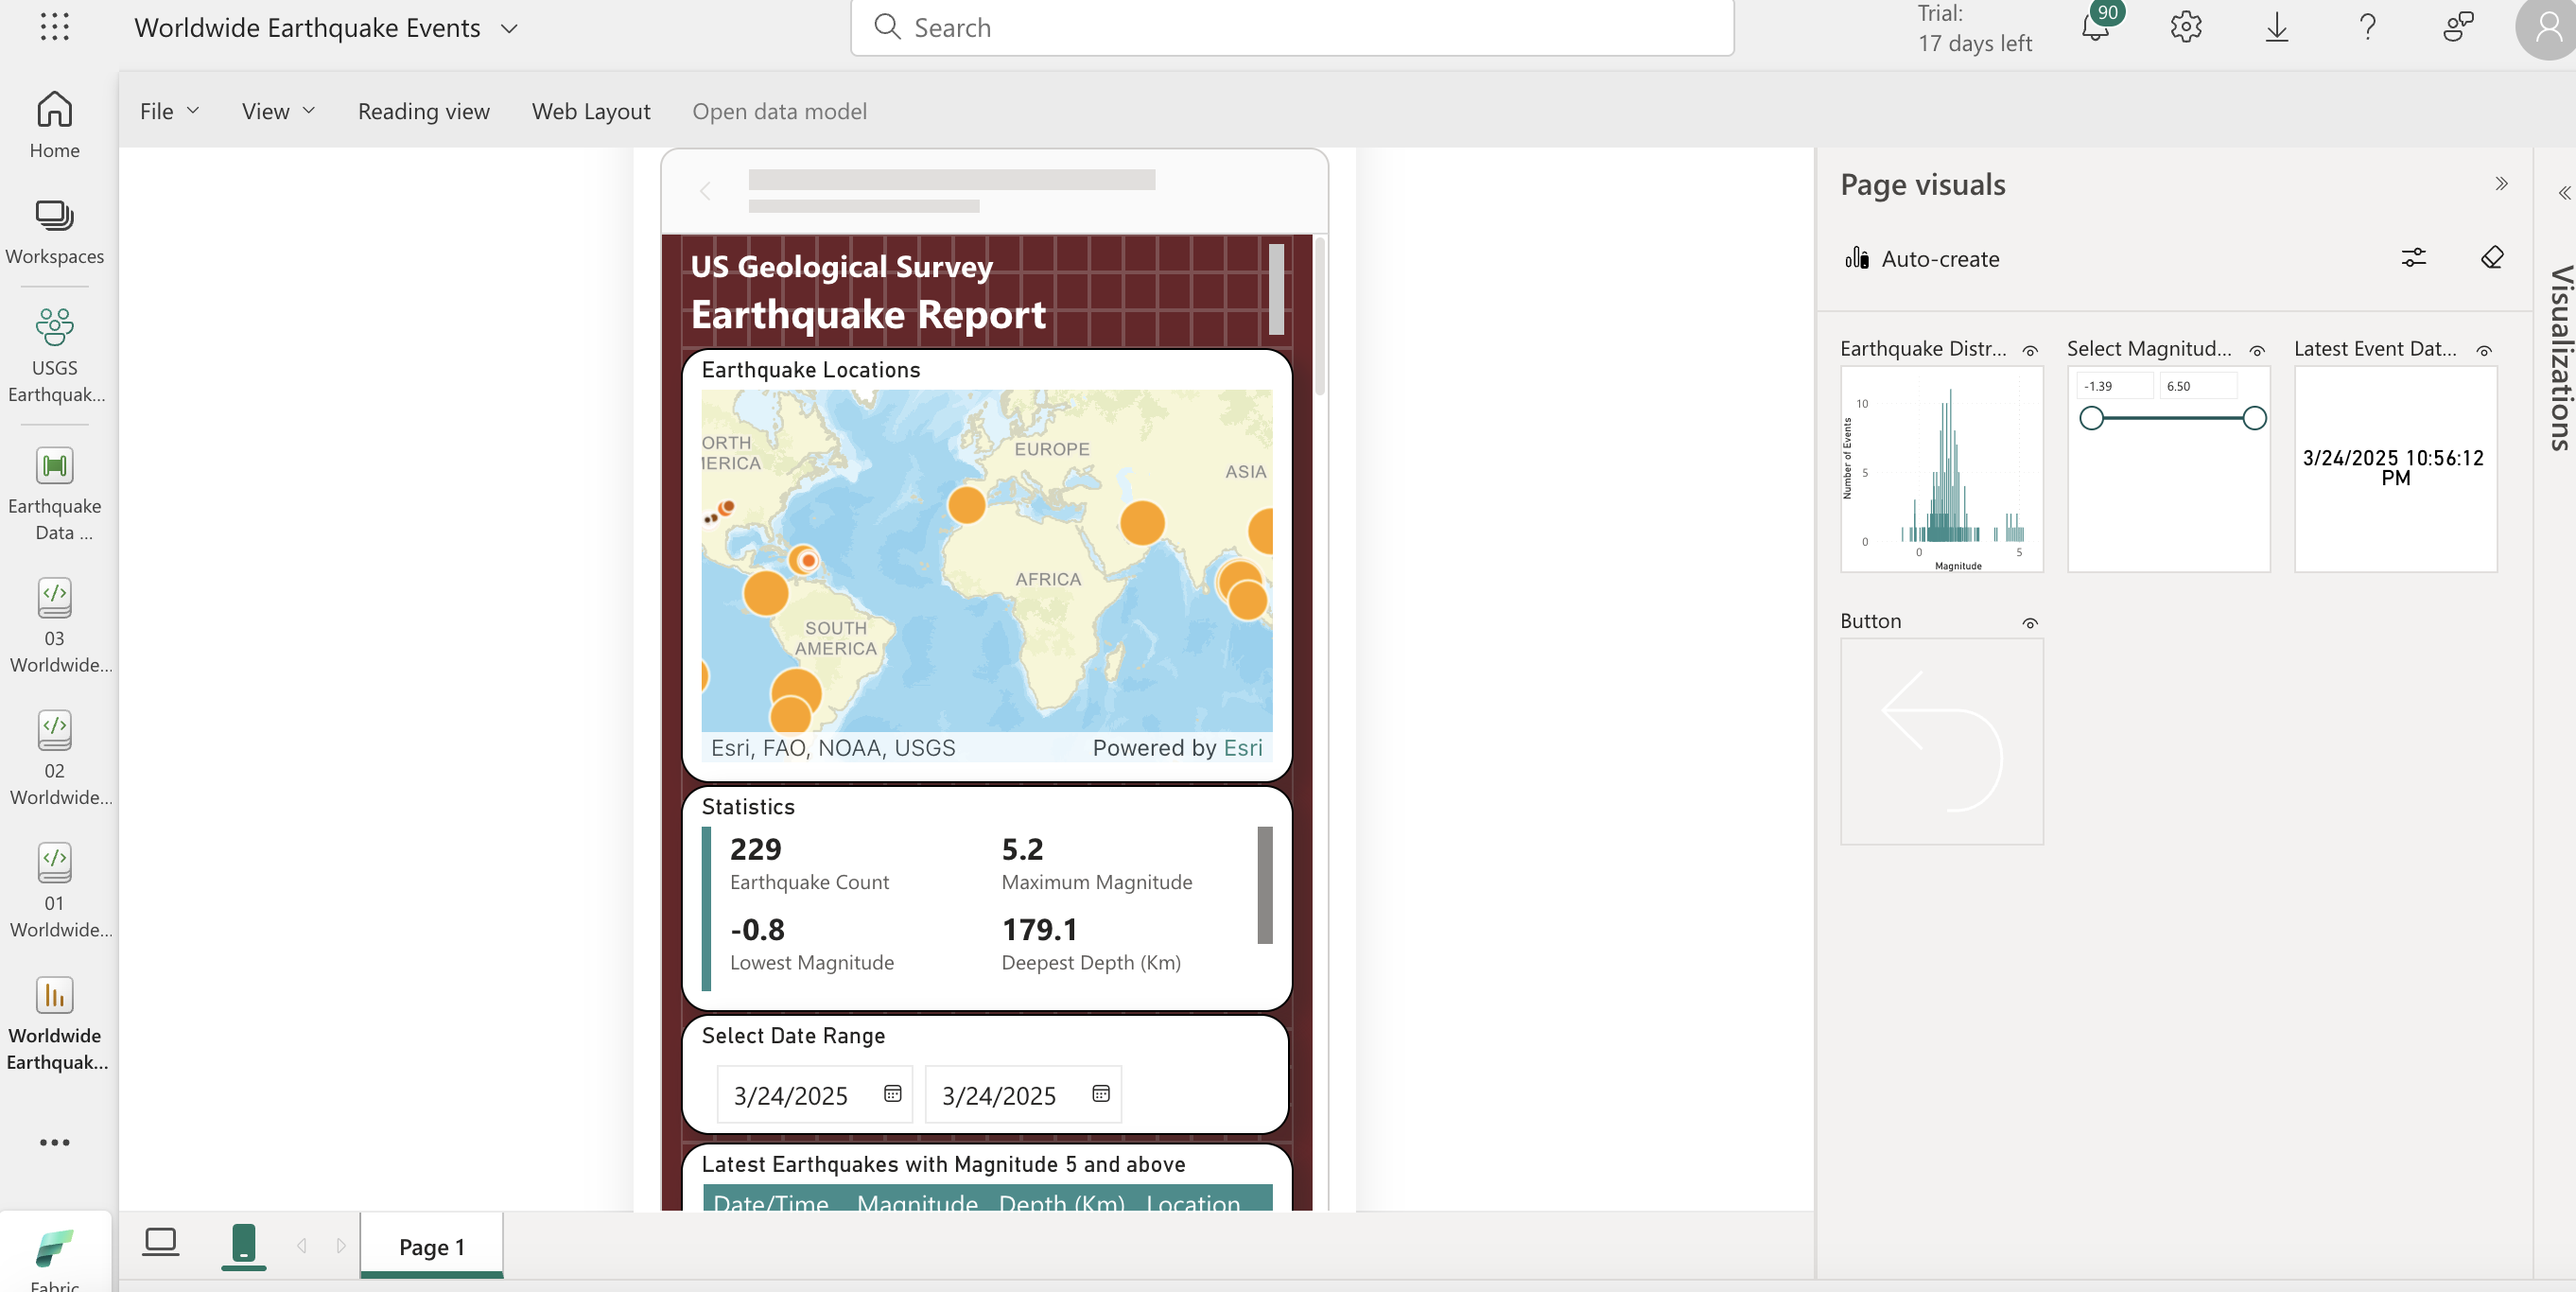 Worldwide Earthquake Events
Search
Trial:
17 days left
90
File
View
Reading view
Web Layout
Open data model
Home
Workspaces
USGS
Earthquak...
Earthquake
Data ...
03
Worldwide...
02
Worldwide...
01
Worldwide...
Worldwide
Earthquak...
Fabric
US Geological Survey
Earthquake Report
Earthquake Locations
ORTH
EUROPE
ASIA
AFRICA
SOUTH
AMERICA
Esri, FAO, NOAA, USGS
Powered by Esri
Statistics
229
Earthquake Count
5.2
Maximum Magnitude
-0.8
Lowest Magnitude
179.1
Deepest Depth (Km)
Select Date Range
3/24/2025
3/24/2025
Latest Earthquakes with Magnitude 5 and above
Date/Time Magnitude Depth (Km) Location
Page 1
Page visuals
Auto-create
Earthquake Distr...
Number of Events
10
5
0
0
5
Magnitude
Select Magnitud...
-1.39
6.50
Latest Event Dat...
3/24/2025 10:56:12
PM
Button
Visualizations